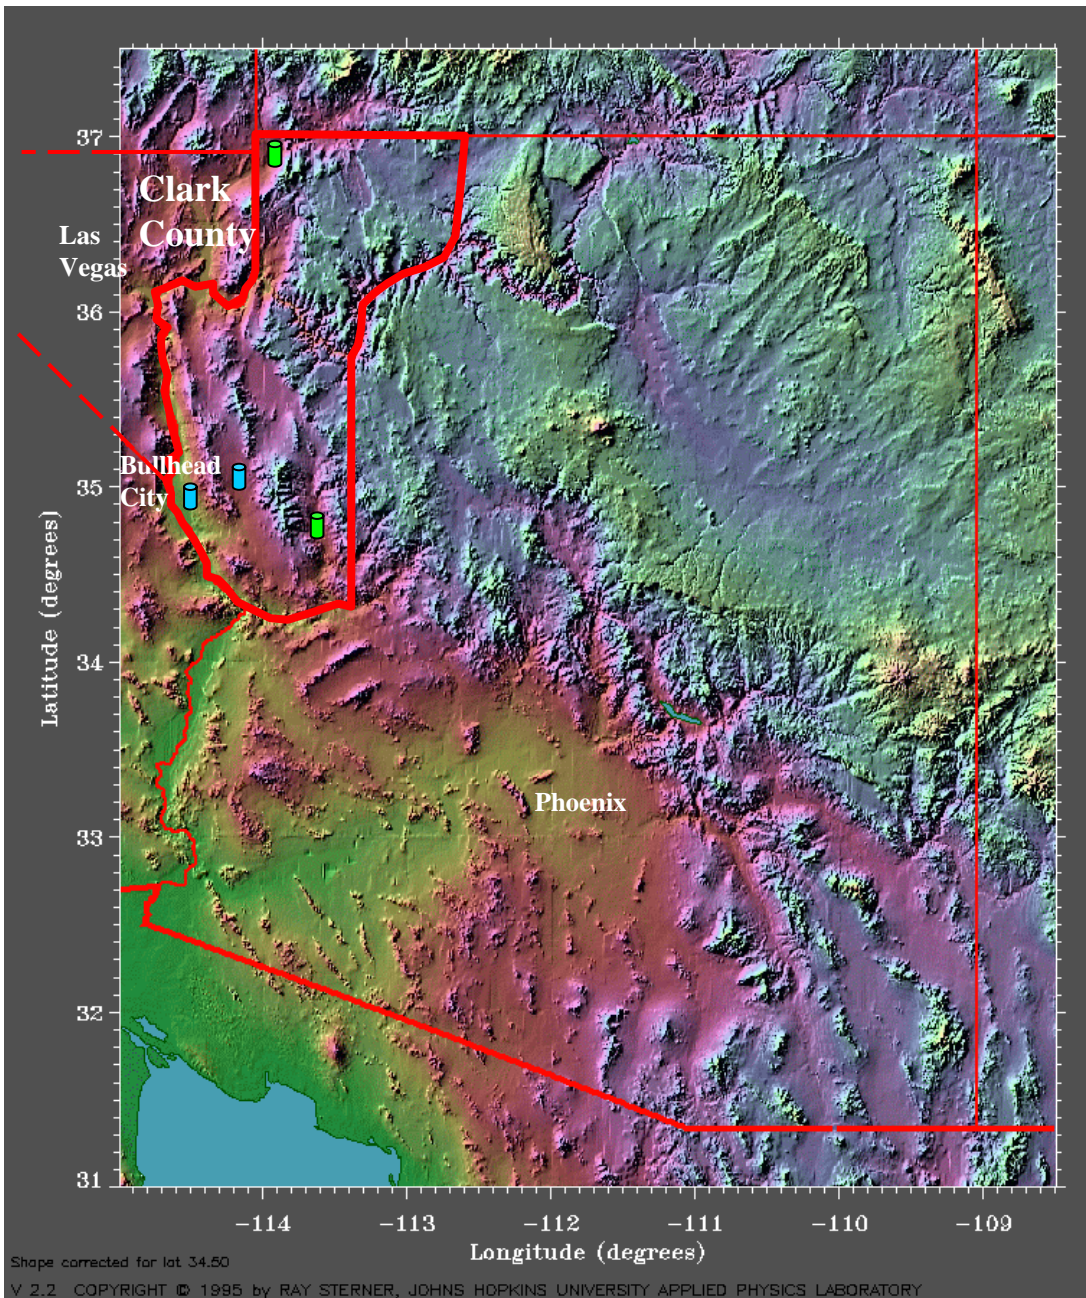 37
Clark
County
Las
Vegas
36
Bullhead
City
35
34
Phoenix
33
32
31
Latitude (degrees)
-114 -113 -112 -111 -110 -109
Longitude (degrees)
Shape corrected for lat 34.50
V 2.2 COPYRIGHT © 1995 by RAY STERNER, JOHNS HOPKINS UNIVERSITY APPLIED PHYSICS LABORATORY